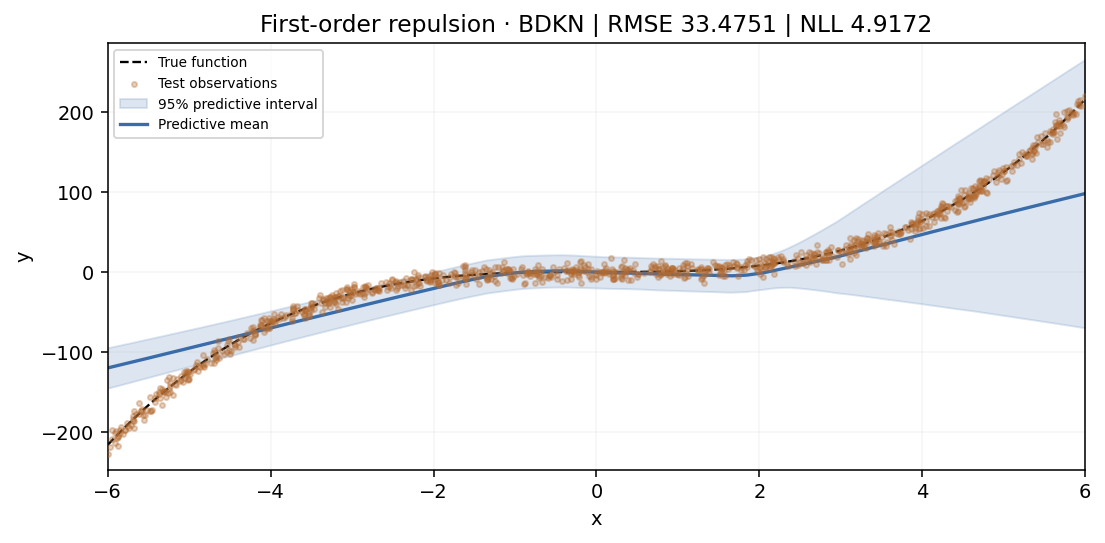 First-order repulsion · BDKN | RMSE 33.4751 | NLL 4.9172
True function
Test observations
95% predictive interval
Predictive mean
y
200
100
0
−100
−200
−6
−4
−2
0
2
4
6
x